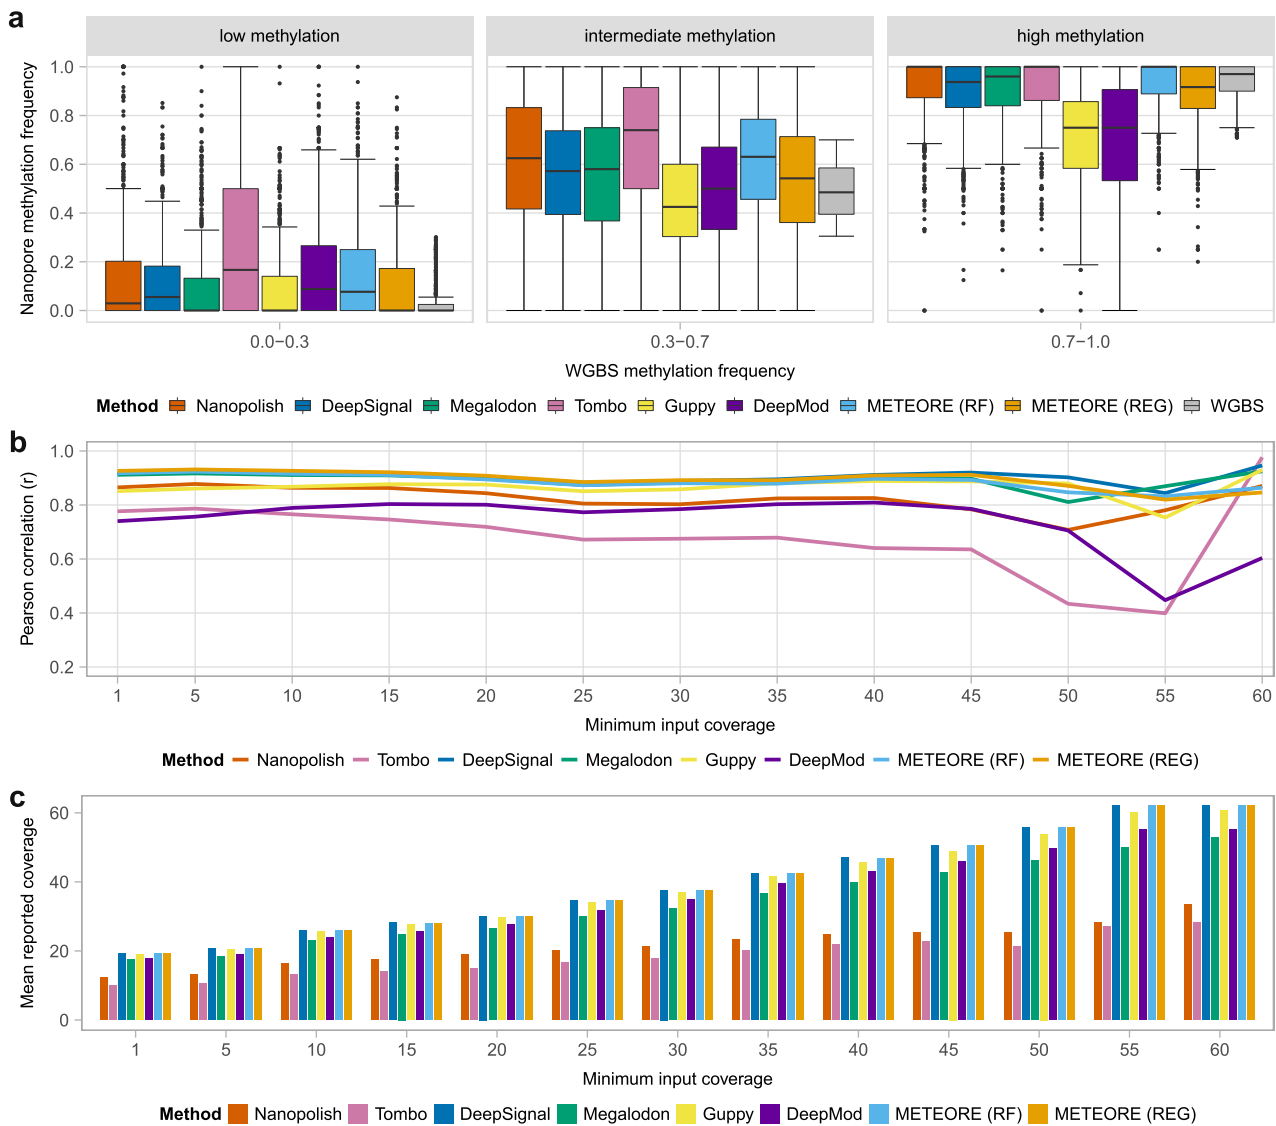 a
low methylation intermediate methylation high methylation
Nanopore methylation frequency
1.0
0.8
0.6
0.4
0.2
0.0
0.0−0.3 0.3−0.7 0.7−1.0
WGBS methylation frequency
Method Nanopolish DeepSignal Megalodon Tombo Guppy DeepMod METEORE (RF) METEORE (REG) WGBS
b
Pearson correlation (r)
1.0
0.8
0.6
0.4
0.2
1 5 10 15 20 25 30 35 40 45 50 55 60
Minimum input coverage
Method Nanopolish Tombo DeepSignal Megalodon Guppy DeepMod METEORE (RF) METEORE (REG)
c
Mean reported coverage
60
40
20
0
1 5 10 15 20 25 30 35 40 45 50 55 60
Minimum input coverage
Method Nanopolish Tombo DeepSignal Megalodon Guppy DeepMod METEORE (RF) METEORE (REG)